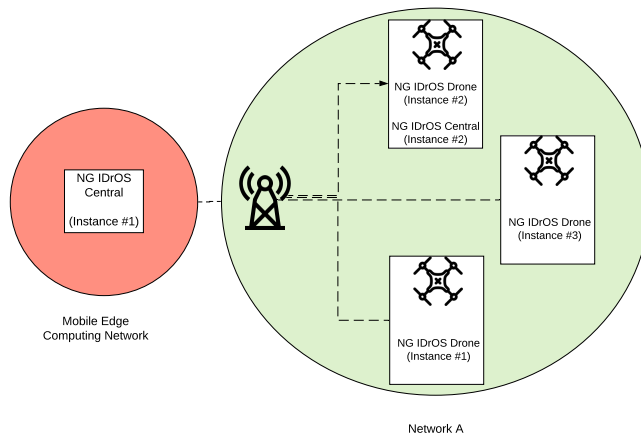 NG IDrOS
Central
(Instance #1)
Mobile Edge
Computing Network
NG IDrOS Drone
(Instance #2)
NG IDrOS Central
(Instance #2)
NG IDrOS Drone
(Instance #3)
NG IDrOS Drone
(Instance #1)
Network A